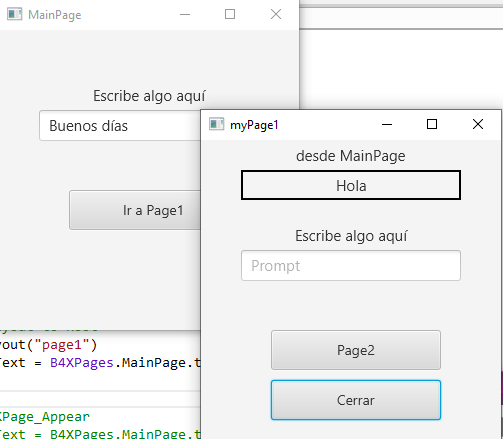 MainPage
Escribe algo aquí
Buenos días
Ir a Page1
myPage1
desde MainPage
Hola
Escribe algo aquí
Prompt
Page2
Cerrar
yout("page1")
Text = B4XPages.MainPage.t
XPage_Appear
Text = B4XPages.MainPage.t